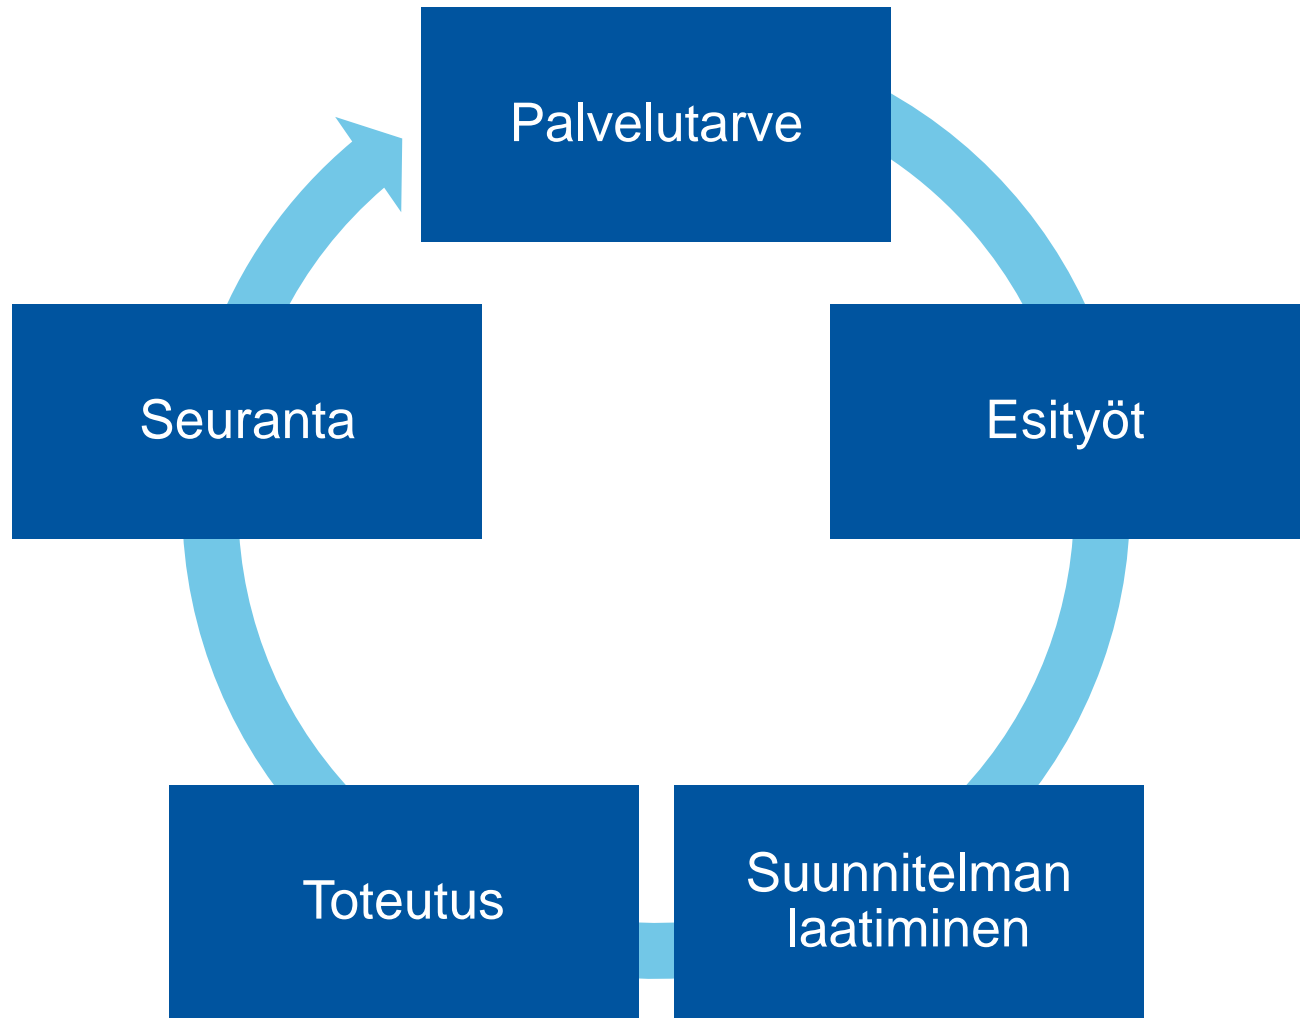 Palvelutarve
Esityöt
Suunnitelman
laatiminen
Toteutus
Seuranta